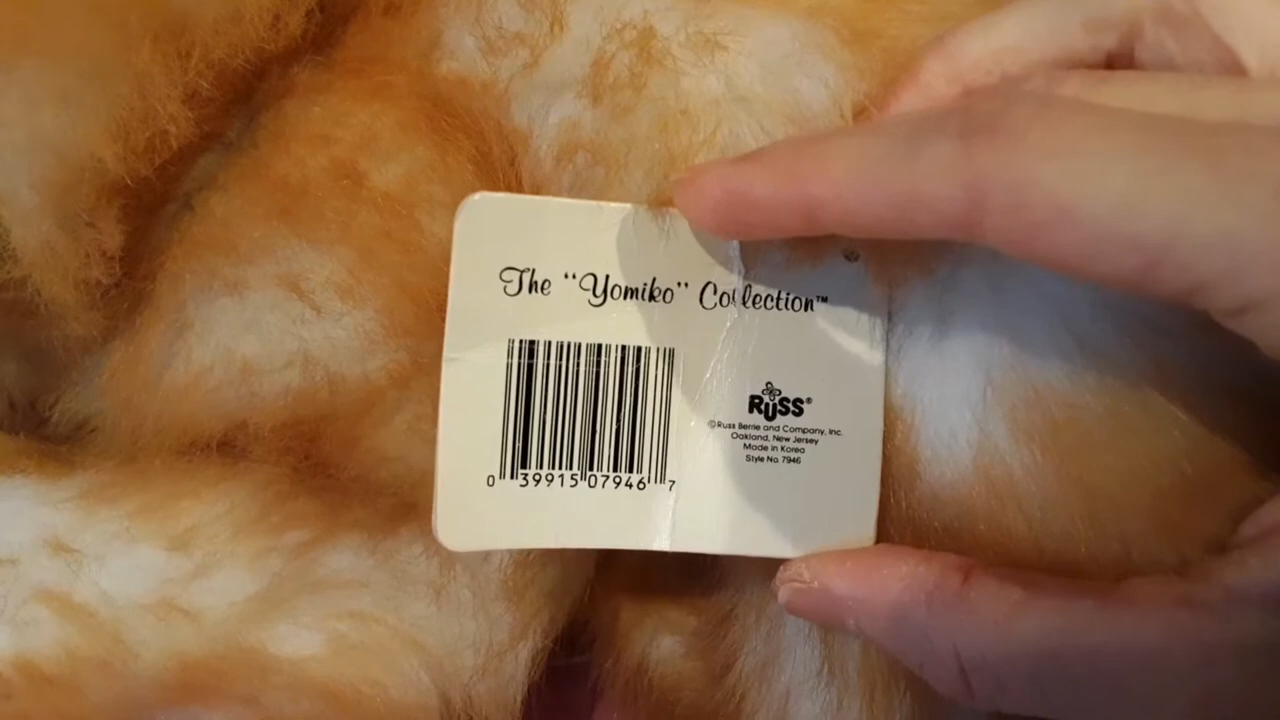 The “Yomiko” Collection™
0 39915 07946 7
RUSS®
©Russ Berrie and Company, Inc.
Oakland, New Jersey
Made in Korea
Style No. 7946